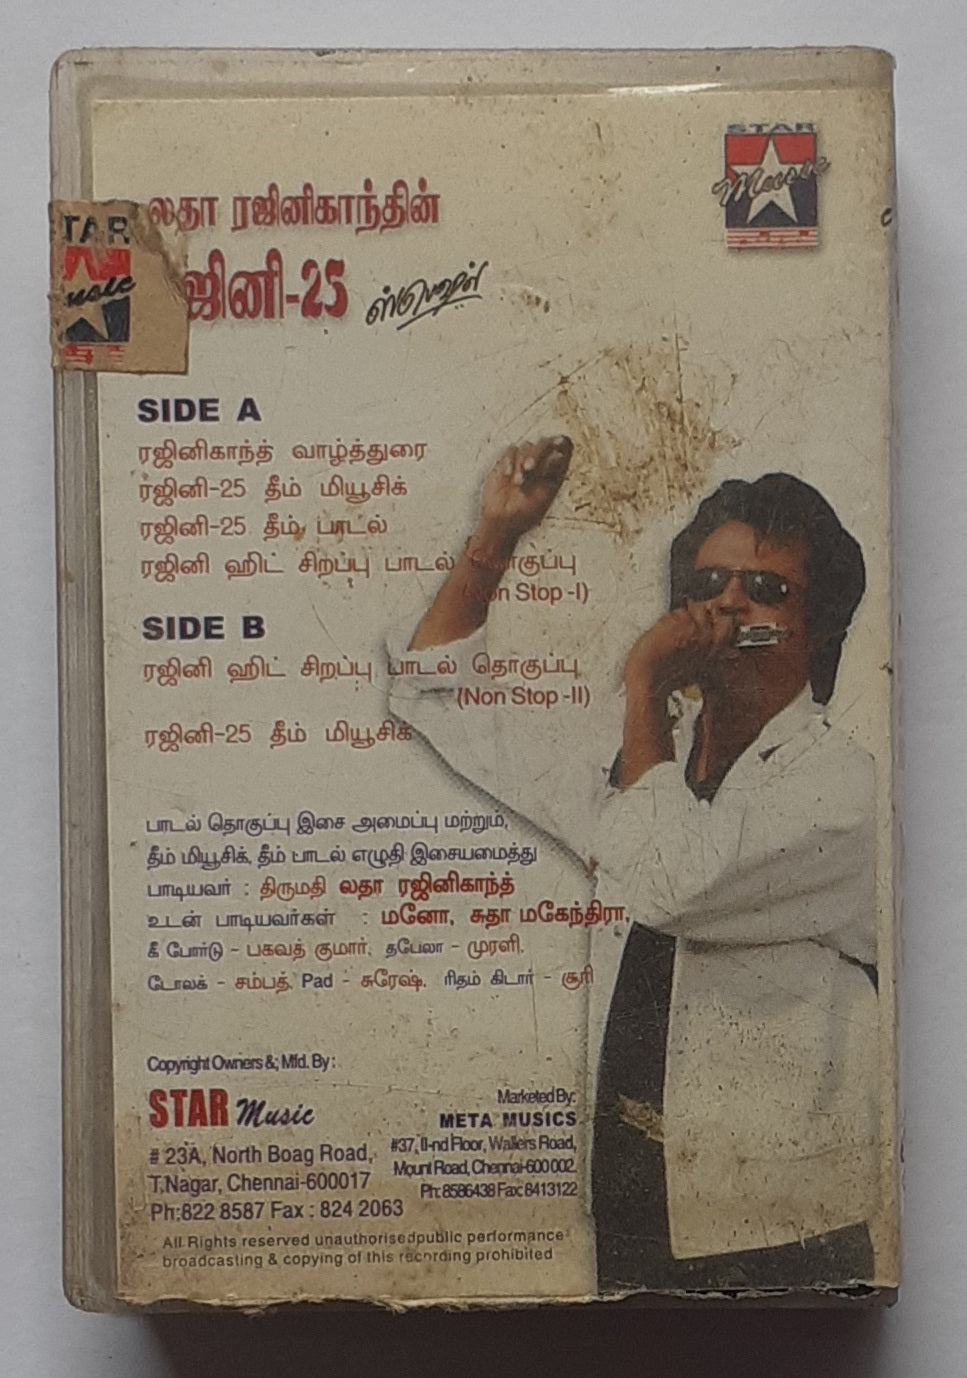 STAR
Music
லதா ரஜினிகாந்தின்
TAR
Music
ரஜினி-25 ஸ்பெஷல்
SIDE A
ரஜினிகாந்த் வாழ்த்துரை
ரஜினி-25 தீம் மியூசிக்
ரஜினி-25 தீம் பாடல்
ரஜினி ஹிட் சிறப்பு பாடல் தொகுப்பு
(Non Stop -I)
SIDE B
ரஜினி ஹிட் சிறப்பு பாடல் தொகுப்பு
(Non Stop -II)
ரஜினி-25 தீம் மியூசிக்
பாடல் தொகுப்பு இசை அமைப்பு மற்றும்,
தீம் மியூசிக், தீம் பாடல் எழுதி இசையமைத்து
பாடியவர் : திருமதி லதா ரஜினிகாந்த்
உடன் பாடியவர்கள் : மனோ, சுதா மகேந்திரா,
கீ போர்டு - பகவத் குமார், தபேலா - முரளி,
டோலக் - சம்பத், Pad - சுரேஷ், ரிதம் கிடார் - சூரி
Copyright Owners &; Mfd. By :
STAR Music
# 23A, North Boag Road,
T.Nagar, Chennai-600017
Ph:822 8587 Fax : 824 2063
Marketed By:
META MUSICS
#37, II-nd Floor, Wallers Road,
Mount Road, Chennai-600 002.
Ph: 8586438 Fax: 8413122
All Rights reserved unauthorisedpublic performance
broadcasting & copying of this recording prohibited